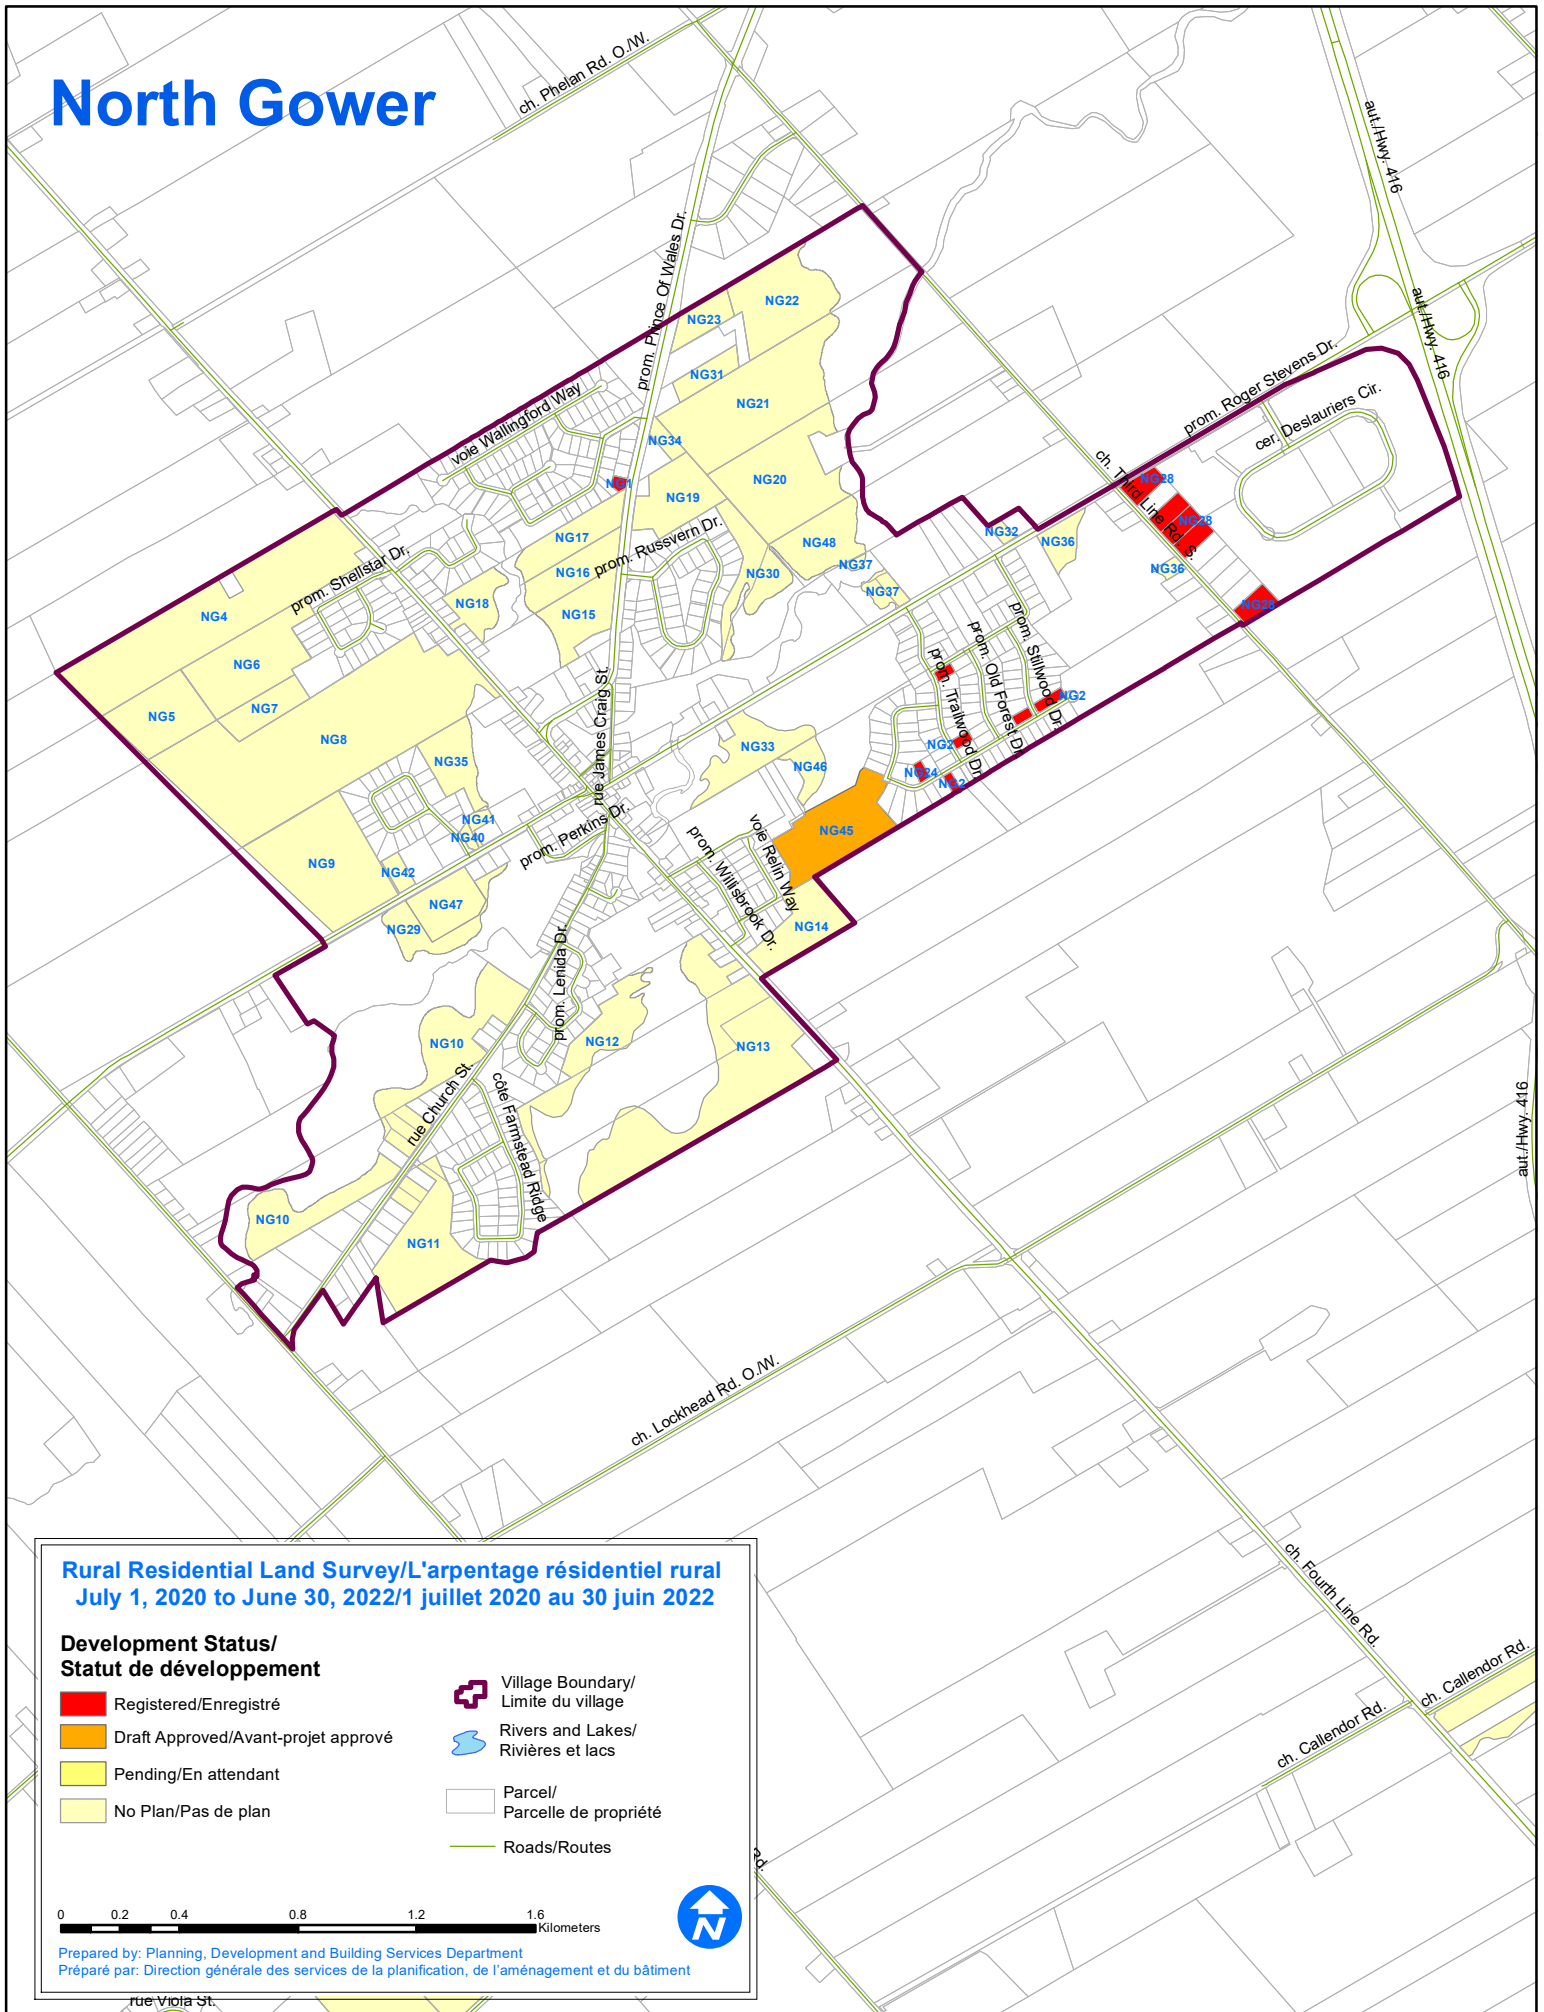 North Gower
ch. Phelan Rd. O./W.
aut./Hwy. 416
prom. Prince Of Wales Dr.
NG22
NG23
aut./Hwy. 416
NG31
prom. Roger Stevens Dr.
cer. Deslauriers Cir.
NG21
voie Wallingford Way
NG34
ch. Third Line Rd. S.
NG1
NG20
NG28
NG19
NG28
NG17
prom. Russvern Dr.
NG48
NG32
NG36
prom. Shellstar Dr.
NG16
NG30
NG37
NG36
NG37
NG18
NG15
NG28
NG4
prom. Stillwood Dr.
prom. Old Forest Dr.
prom. Trailwood Dr.
NG6
NG2
NG5
NG7
rue James Craig St.
NG8
NG33
NG2
NG35
NG46
NG24
NG2
NG41
NG40
prom. Perkins Dr.
NG45
voie Relin Way
prom. Willisbrook Dr.
NG9
NG42
NG47
NG29
NG14
prom. Lenida Dr.
NG10
NG12
NG13
rue Church St.
côte Farmstead Ridge
aut./Hwy. 416
NG10
NG11
ch. Lockhead Rd. O./W.
ch. Fourth Line Rd.
ch. Callendor Rd.
ch. Callendor Rd.
Rural Residential Land Survey/L'arpentage résidentiel rural
July 1, 2020 to June 30, 2022/1 juillet 2020 au 30 juin 2022
Development Status/
Statut de développement
Registered/Enregistré
Draft Approved/Avant-projet apprové
Pending/En attendant
No Plan/Pas de plan
Village Boundary/
Limite du village
Rivers and Lakes/
Rivières et lacs
Parcel/
Parcelle de propriété
Roads/Routes
Rd.
0 0.2 0.4 0.8 1.2 1.6
Kilometers
N
Prepared by: Planning, Development and Building Services Department
Préparé par: Direction générale des services de la planification, de l'aménagement et du bâtiment
rue Viola St.